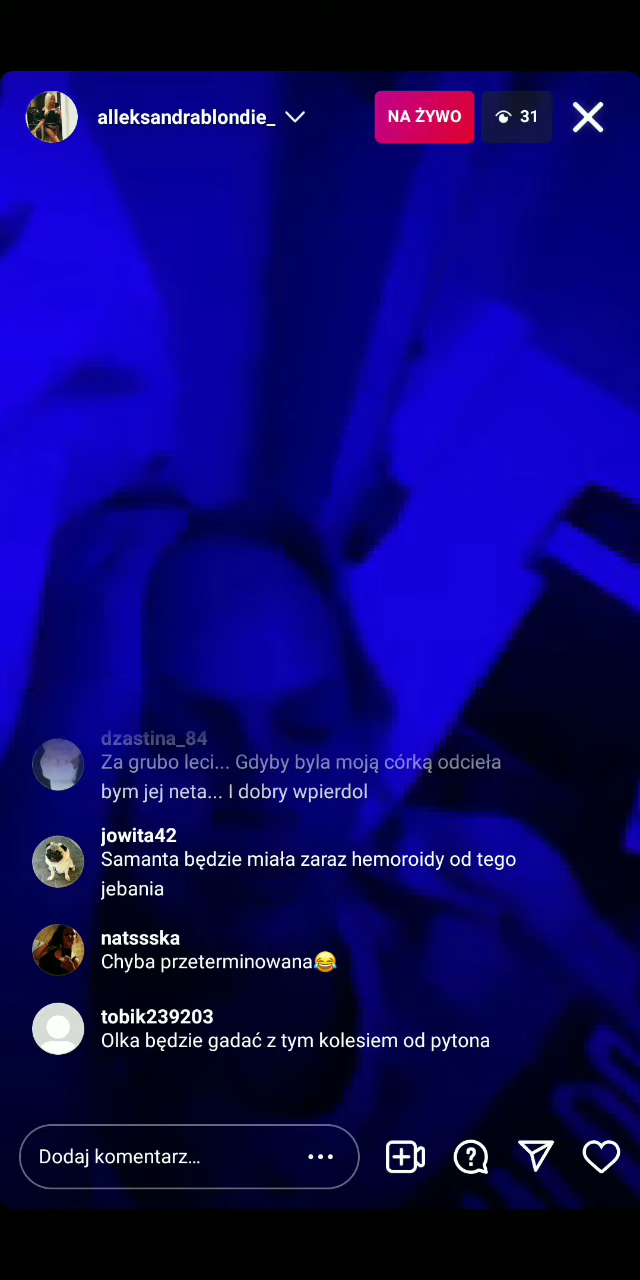 alleksandrablondie_
NA ŻYWO
31
dzastina_84
Za grubo leci... Gdyby byla moją córką odcieła
bym jej neta... I dobry wpierdol
jowita42
Samanta będzie miała zaraz hemoroidy od tego
jebania
natssska
Chyba przeterminowana😂
tobik239203
Olka będzie gadać z tym kolesiem od pytona
Dodaj komentarz...